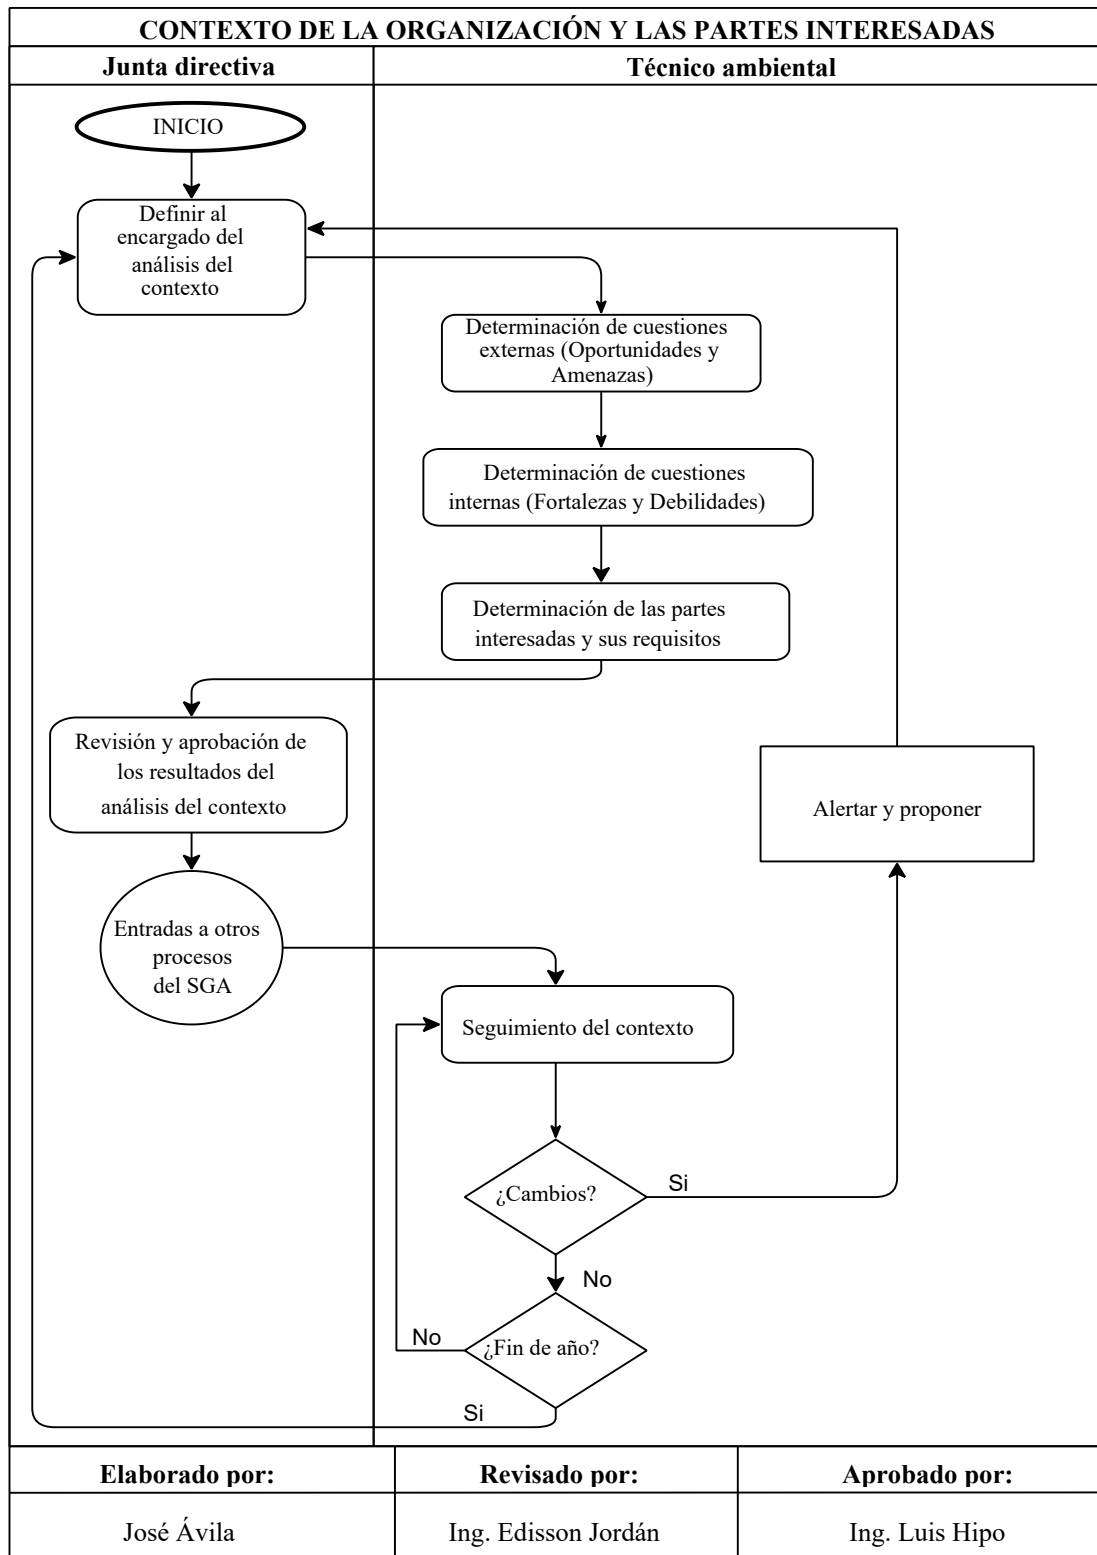 CONTEXTO DE LA ORGANIZACIÓN Y LAS PARTES INTERESADAS
Junta directiva
Técnico ambiental
INICIO
Definir al
encargado del
análisis del
contexto
Determinación de cuestiones
externas (Oportunidades y
Amenazas)
Determinación de cuestiones
internas (Fortalezas y Debilidades)
Determinación de las partes
interesadas y sus requisitos
Revisión y aprobación de
los resultados del
análisis del contexto
Alertar y proponer
Entradas a otros
procesos
del SGA
Seguimiento del contexto
¿Cambios?
Si
No
¿Fin de año?
No
Si
Elaborado por:
Revisado por:
Aprobado por:
José Ávila
Ing. Edisson Jordán
Ing. Luis Hipo